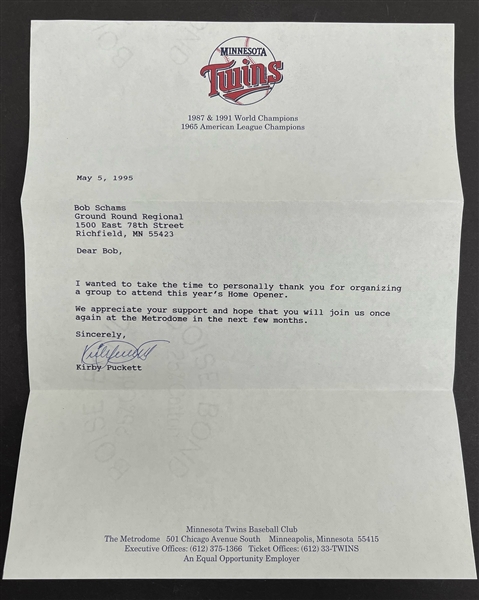 MINNESOTA
Twins
1987 & 1991 World Champions
1965 American League Champions
May 5, 1995
Bob Schams
Ground Round Regional
1500 East 78th Street
Richfield, MN 55423
Dear Bob,
I wanted to take the time to personally thank you for organizing
a group to attend this year's Home Opener.
We appreciate your support and hope that you will join us once
again at the Metrodome in the next few months.
Sincerely,
Kirby Puckett
Minnesota Twins Baseball Club
The Metrodome 501 Chicago Avenue South Minneapolis, Minnesota 55415
Executive Offices: (612) 375-1366 Ticket Offices: (612) 33-TWINS
An Equal Opportunity Employer